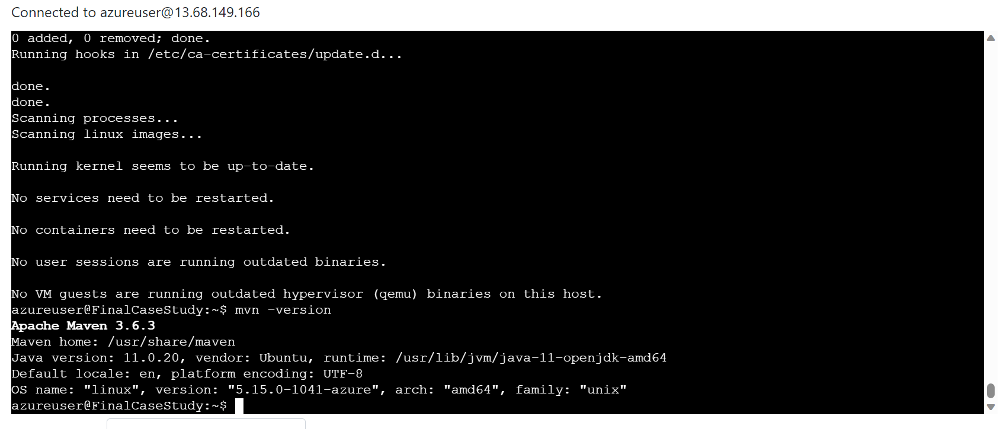 Connected to azureuser@13.68.149.166
0 added, 0 removed; done.
Running hooks in /etc/ca-certificates/update.d...
done.
done.
Scanning processes...
Scanning linux images...
Running kernel seems to be up-to-date.
No services need to be restarted.
No containers need to be restarted.
No user sessions are running outdated binaries.
No VM guests are running outdated hypervisor (qemu) binaries on this host.
azureuser@FinalCaseStudy:~$ mvn -version
Apache Maven 3.6.3
Maven home: /usr/share/maven
Java version: 11.0.20, vendor: Ubuntu, runtime: /usr/lib/jvm/java-11-openjdk-amd64
Default locale: en, platform encoding: UTF-8
OS name: "linux", version: "5.15.0-1041-azure", arch: "amd64", family: "unix"
azureuser@FinalCaseStudy:~$